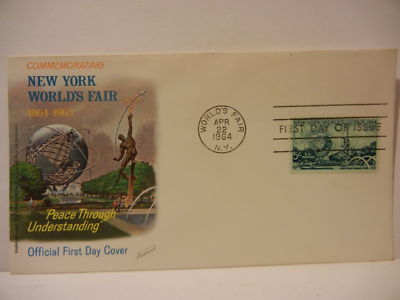 COMMEMORATING
NEW YORK
WORLD'S FAIR
1964-1965
"Peace Through
Understanding"
Official First Day Cover
WORLD'S FAIR
APR
22
1964
N.Y.
FIRST DAY OF ISSUE